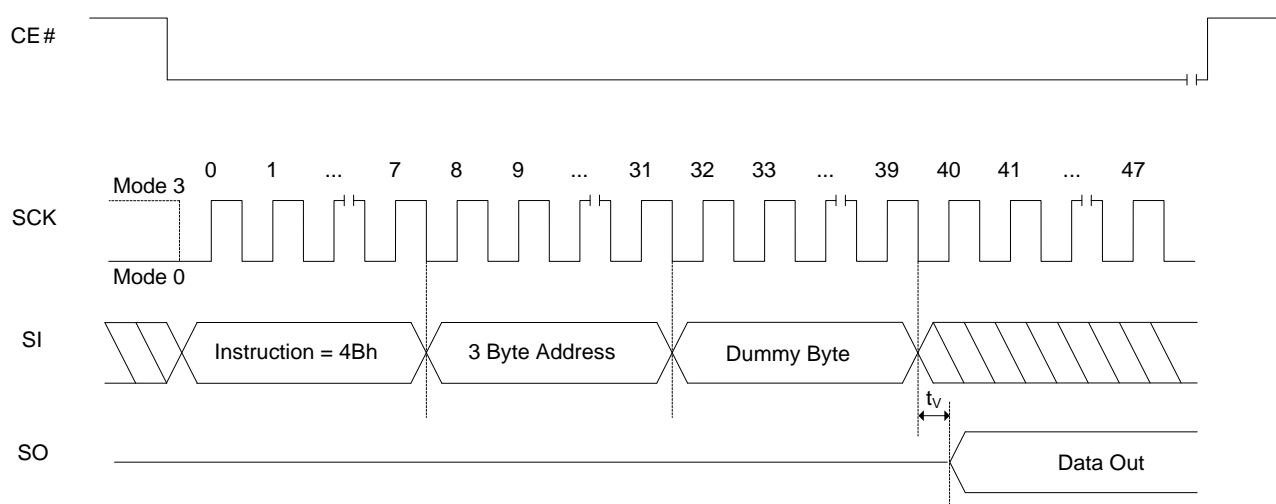 CE#
0 1 ... 7 8 9 ... 31 32 33 ... 39 40 41 ... 47
Mode 3
SCK
Mode 0
SI
Instruction = 4Bh
3 Byte Address
Dummy Byte
tV
SO
Data Out